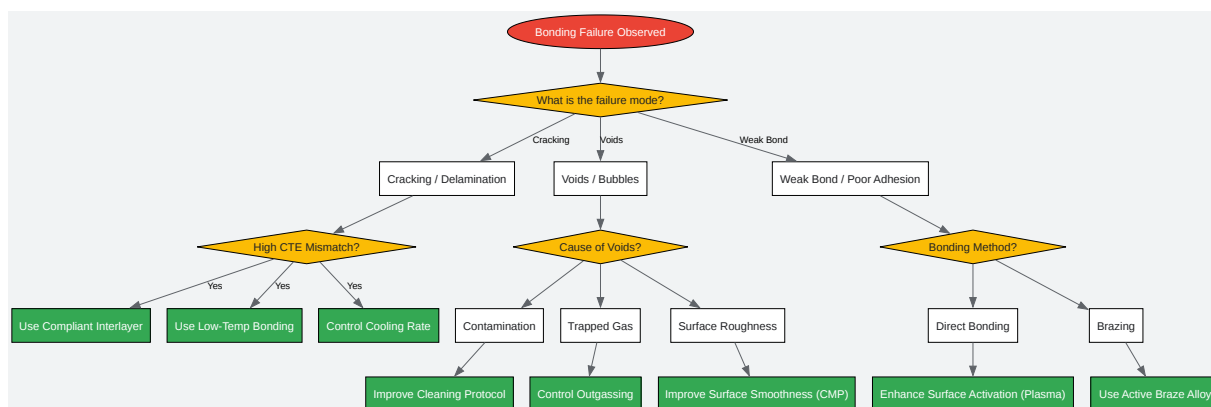 Bonding Failure Observed
What is the failure mode?
Cracking
Voids
Weak Bond
Cracking / Delamination
Voids / Bubbles
Weak Bond / Poor Adhesion
High CTE Mismatch?
Cause of Voids?
Bonding Method?
Yes
Yes
Yes
Use Compliant Interlayer
Use Low-Temp Bonding
Control Cooling Rate
Contamination
Trapped Gas
Surface Roughness
Direct Bonding
Brazing
Improve Cleaning Protocol
Control Outgassing
Improve Surface Smoothness (CMP)
Enhance Surface Activation (Plasma)
Use Active Braze Alloy